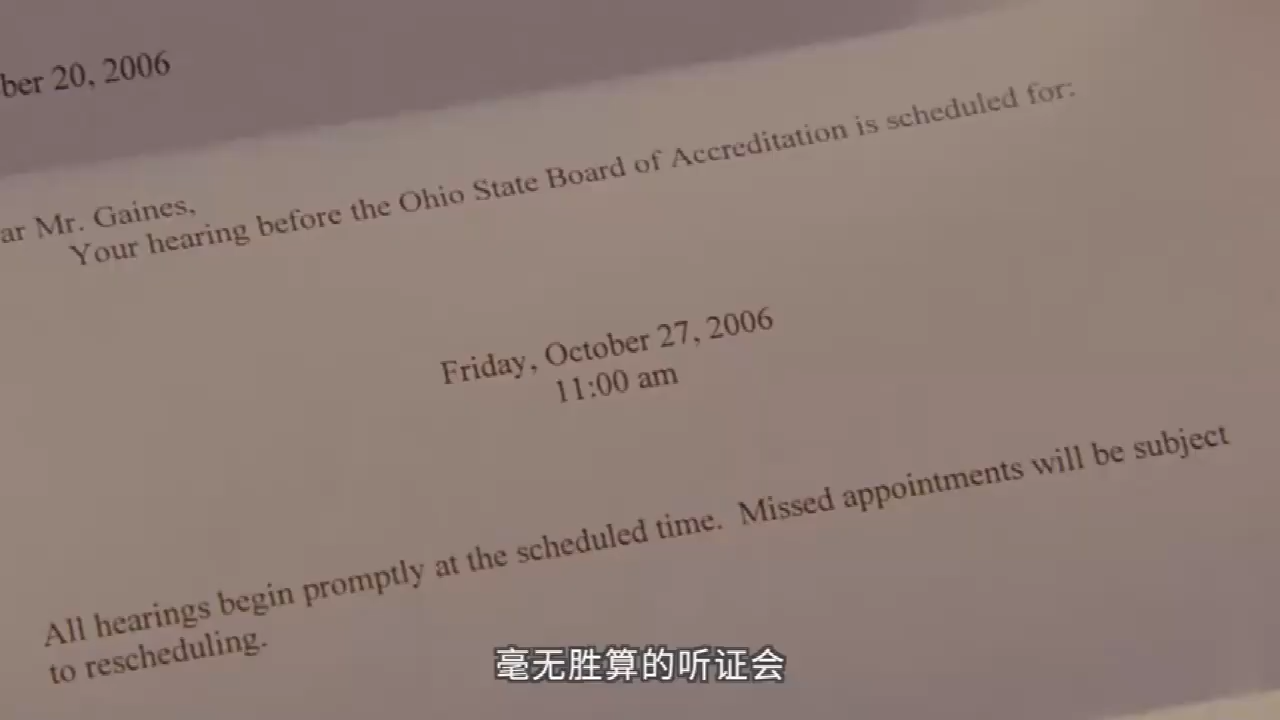 ber 20, 2006
ar Mr. Gaines,
Your hearing before the Ohio State Board of Accreditation is scheduled for:
Friday, October 27, 2006
11:00 am
All hearings begin promptly at the scheduled time. Missed appointments will be subject
to rescheduling.
毫无胜算的听证会